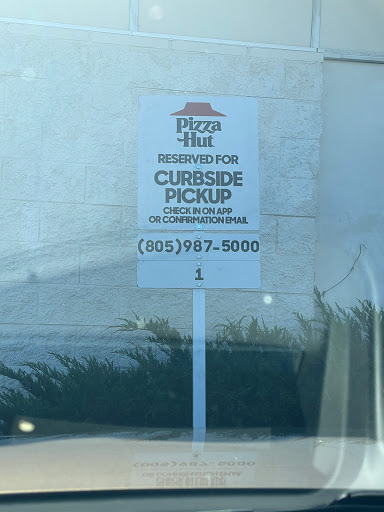 Pizza
Hut
RESERVED FOR
CURBSIDE
PICKUP
CHECK IN ON APP
OR CONFIRMATION EMAIL
(805)987-5000
1